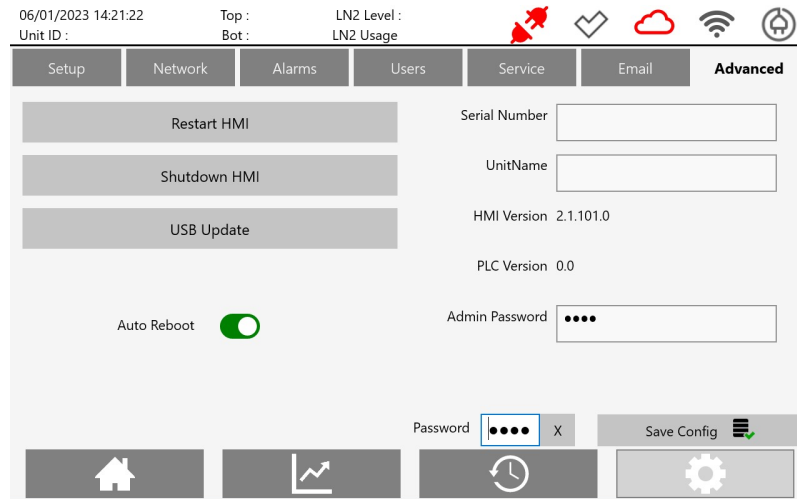 06/01/2023 14:21:22 Top : LN2 Level :
Unit ID : Bot : LN2 Usage
Setup Network Alarms Users Service Email Advanced
Restart HMI
Serial Number
Shutdown HMI
UnitName
USB Update
HMI Version 2.1.101.0
PLC Version 0.0
Auto Reboot
Admin Password ••••
Password •••• X Save Config